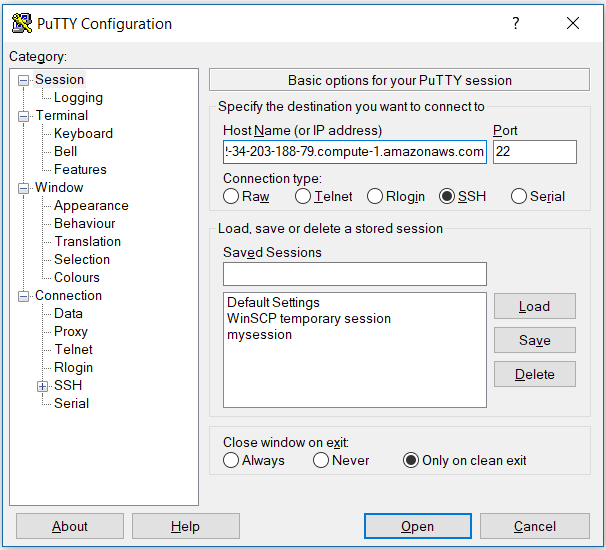 PuTTY Configuration
?
Category:
Session
Logging
Terminal
Keyboard
Bell
Features
Window
Appearance
Behaviour
Translation
Selection
Colours
Connection
Data
Proxy
Telnet
Rlogin
SSH
Serial
Basic options for your PuTTY session
Specify the destination you want to connect to
Host Name (or IP address) Port
-34-203-188-79.compute-1.amazonaws.com 22
Connection type:
Raw Telnet Rlogin SSH Serial
Load, save or delete a stored session
Saved Sessions
Default Settings
WinSCP temporary session
mysession
Load
Save
Delete
Close window on exit:
Always Never Only on clean exit
About Help Open Cancel